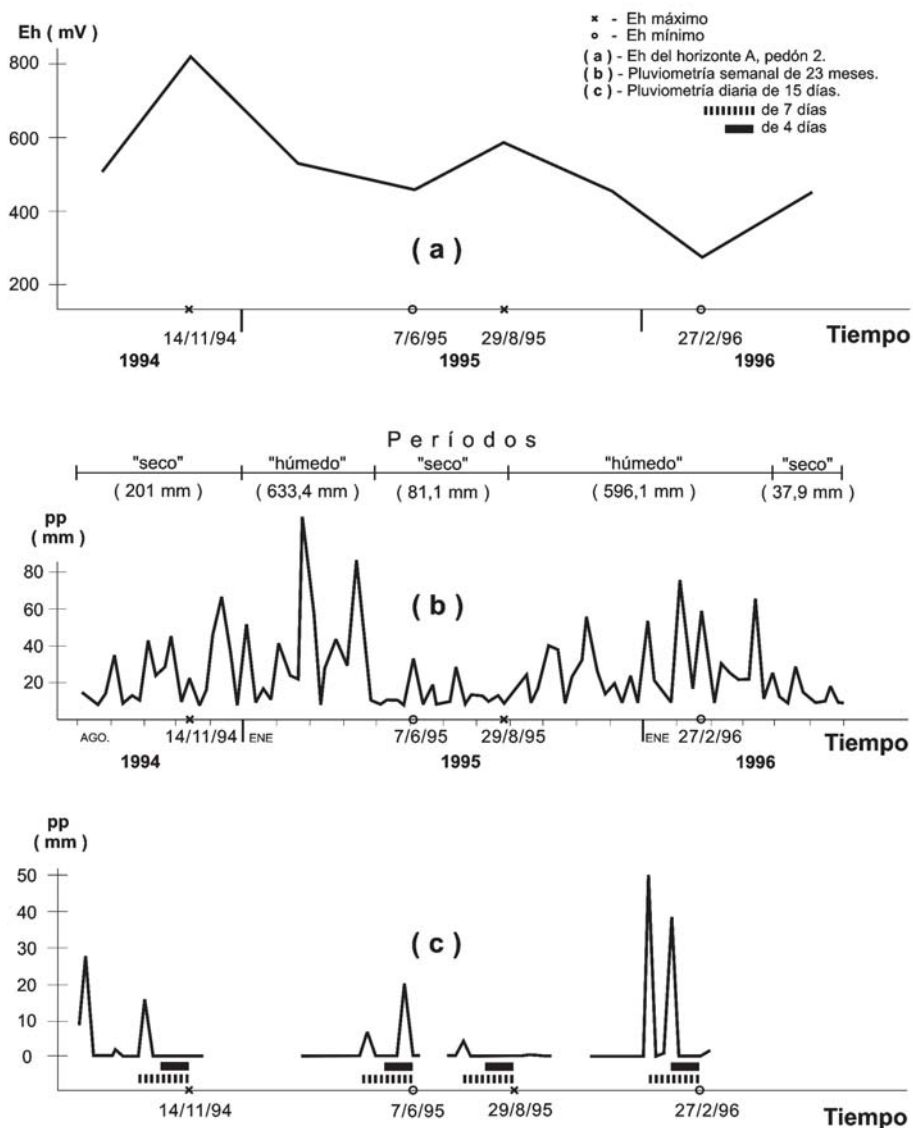 Eh ( mV )
× - Eh máximo
o - Eh mínimo
( a ) - Eh del horizonte A, pedón 2.
( b ) - Pluviometría semanal de 23 meses.
( c ) - Pluviometría diaria de 15 días.
de 7 días
de 4 días
800
600
400
200
( a )
14/11/94 7/6/95 29/8/95 27/2/96 Tiempo
1994 1995 1996
Períodos
"seco" "húmedo" "seco" "húmedo" "seco"
( 201 mm ) ( 633,4 mm ) ( 81,1 mm ) ( 596,1 mm ) ( 37,9 mm )
pp
( mm )
80
60
40
20
( b )
AGO. 14/11/94 ENE 7/6/95 29/8/95 ENE 27/2/96 Tiempo
1994 1995 1996
pp
( mm )
50
40
30
20
10
0
( c )
14/11/94 7/6/95 29/8/95 27/2/96
Tiempo